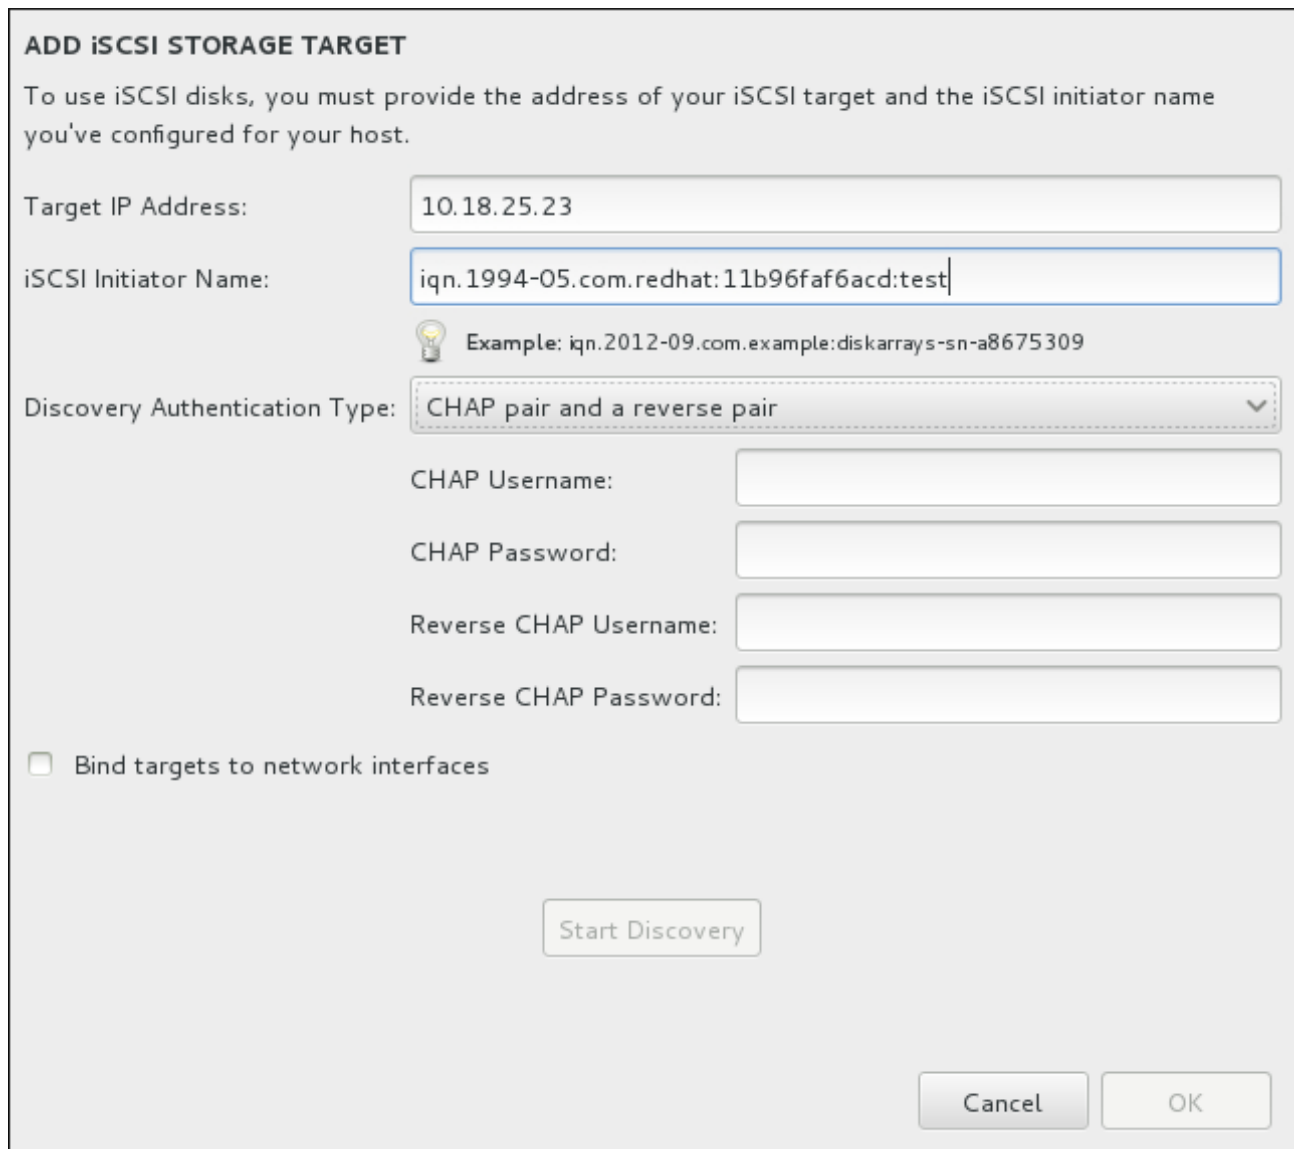 ADD iSCSI STORAGE TARGET
To use iSCSI disks, you must provide the address of your iSCSI target and the iSCSI initiator name
you've configured for your host.
Target IP Address: 10.18.25.23
iSCSI Initiator Name: iqn.1994-05.com.redhat:11b96faf6acd:test
Example: iqn.2012-09.com.example:diskarrays-sn-a8675309
Discovery Authentication Type: CHAP pair and a reverse pair
CHAP Username:
CHAP Password:
Reverse CHAP Username:
Reverse CHAP Password:
Bind targets to network interfaces
Start Discovery
Cancel OK